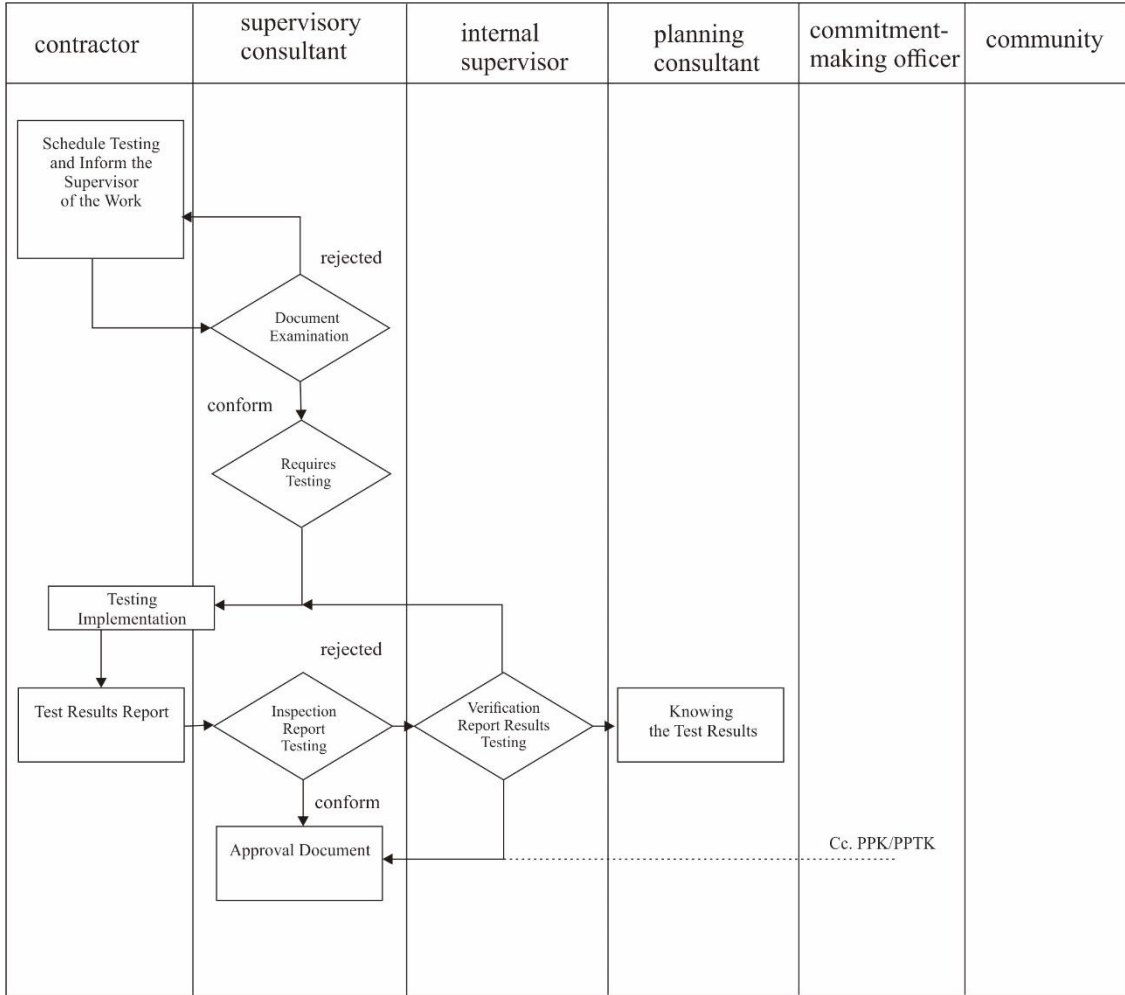 contractor
supervisory
consultant
internal
supervisor
planning
consultant
commitment-
making officer
community
Schedule Testing
and Inform the
Supervisor
of the Work
rejected
Document
Examination
conform
Requires
Testing
Testing
Implementation
rejected
Test Results Report
Inspection
Report
Testing
Verification
Report Results
Testing
Knowing
the Test Results
conform
Approval Document
Cc. PPK/PPTK